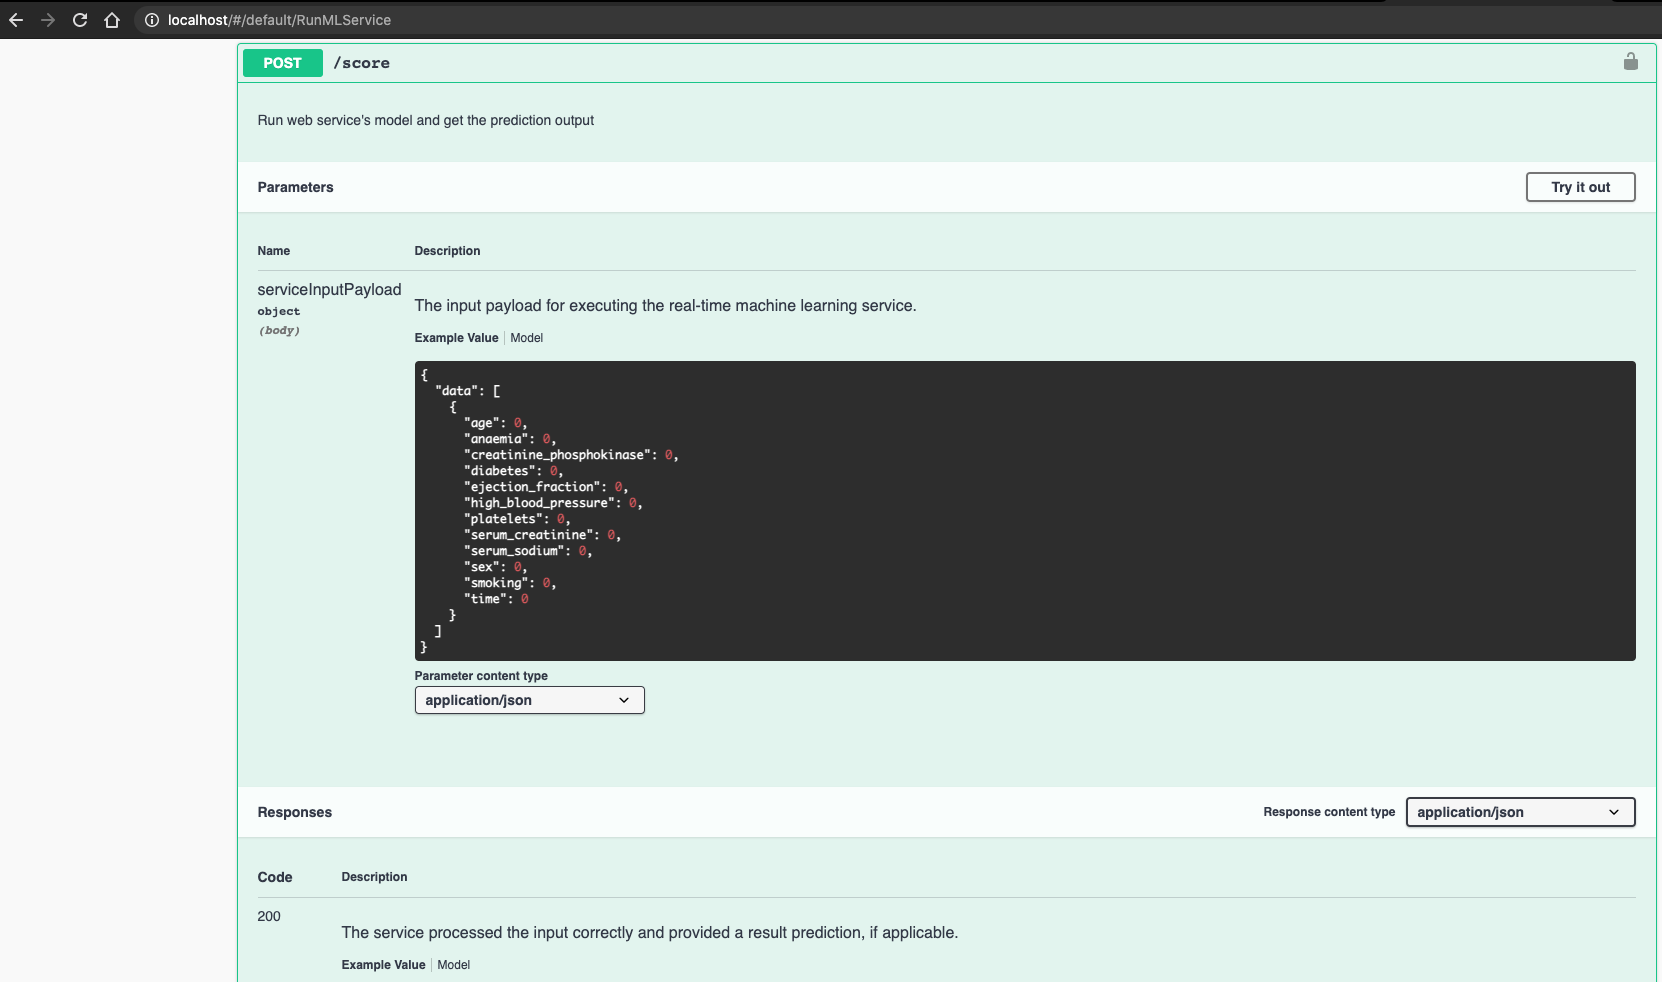 localhost/#/default/RunMLService
POST /score
Run web service's model and get the prediction output
Parameters
Try it out
Name Description
serviceInputPayload
object
(body)
The input payload for executing the real-time machine learning service.
Example Value Model
{
"data": [
{
"age": 0,
"anaemia": 0,
"creatinine_phosphokinase": 0,
"diabetes": 0,
"ejection_fraction": 0,
"high_blood_pressure": 0,
"platelets": 0,
"serum_creatinine": 0,
"serum_sodium": 0,
"sex": 0,
"smoking": 0,
"time": 0
}
]
}
Parameter content type
application/json
Responses
Response content type application/json
Code Description
200
The service processed the input correctly and provided a result prediction, if applicable.
Example Value Model